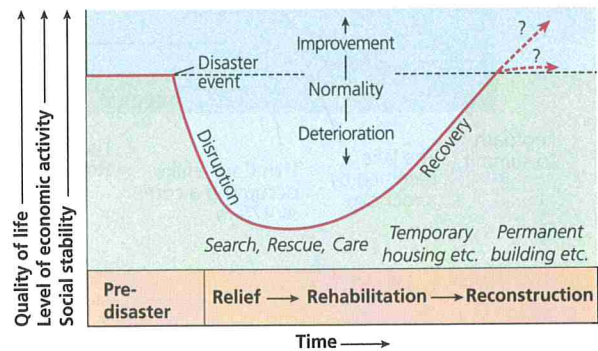 Quality of life
Level of economic activity
Social stability
Improvement
Normality
Deterioration
Disaster
event
Disruption
Recovery
?
?
Search, Rescue, Care
Temporary
housing etc.
Permanent
building etc.
Pre-
disaster
Relief
Rehabilitation
Reconstruction
Time